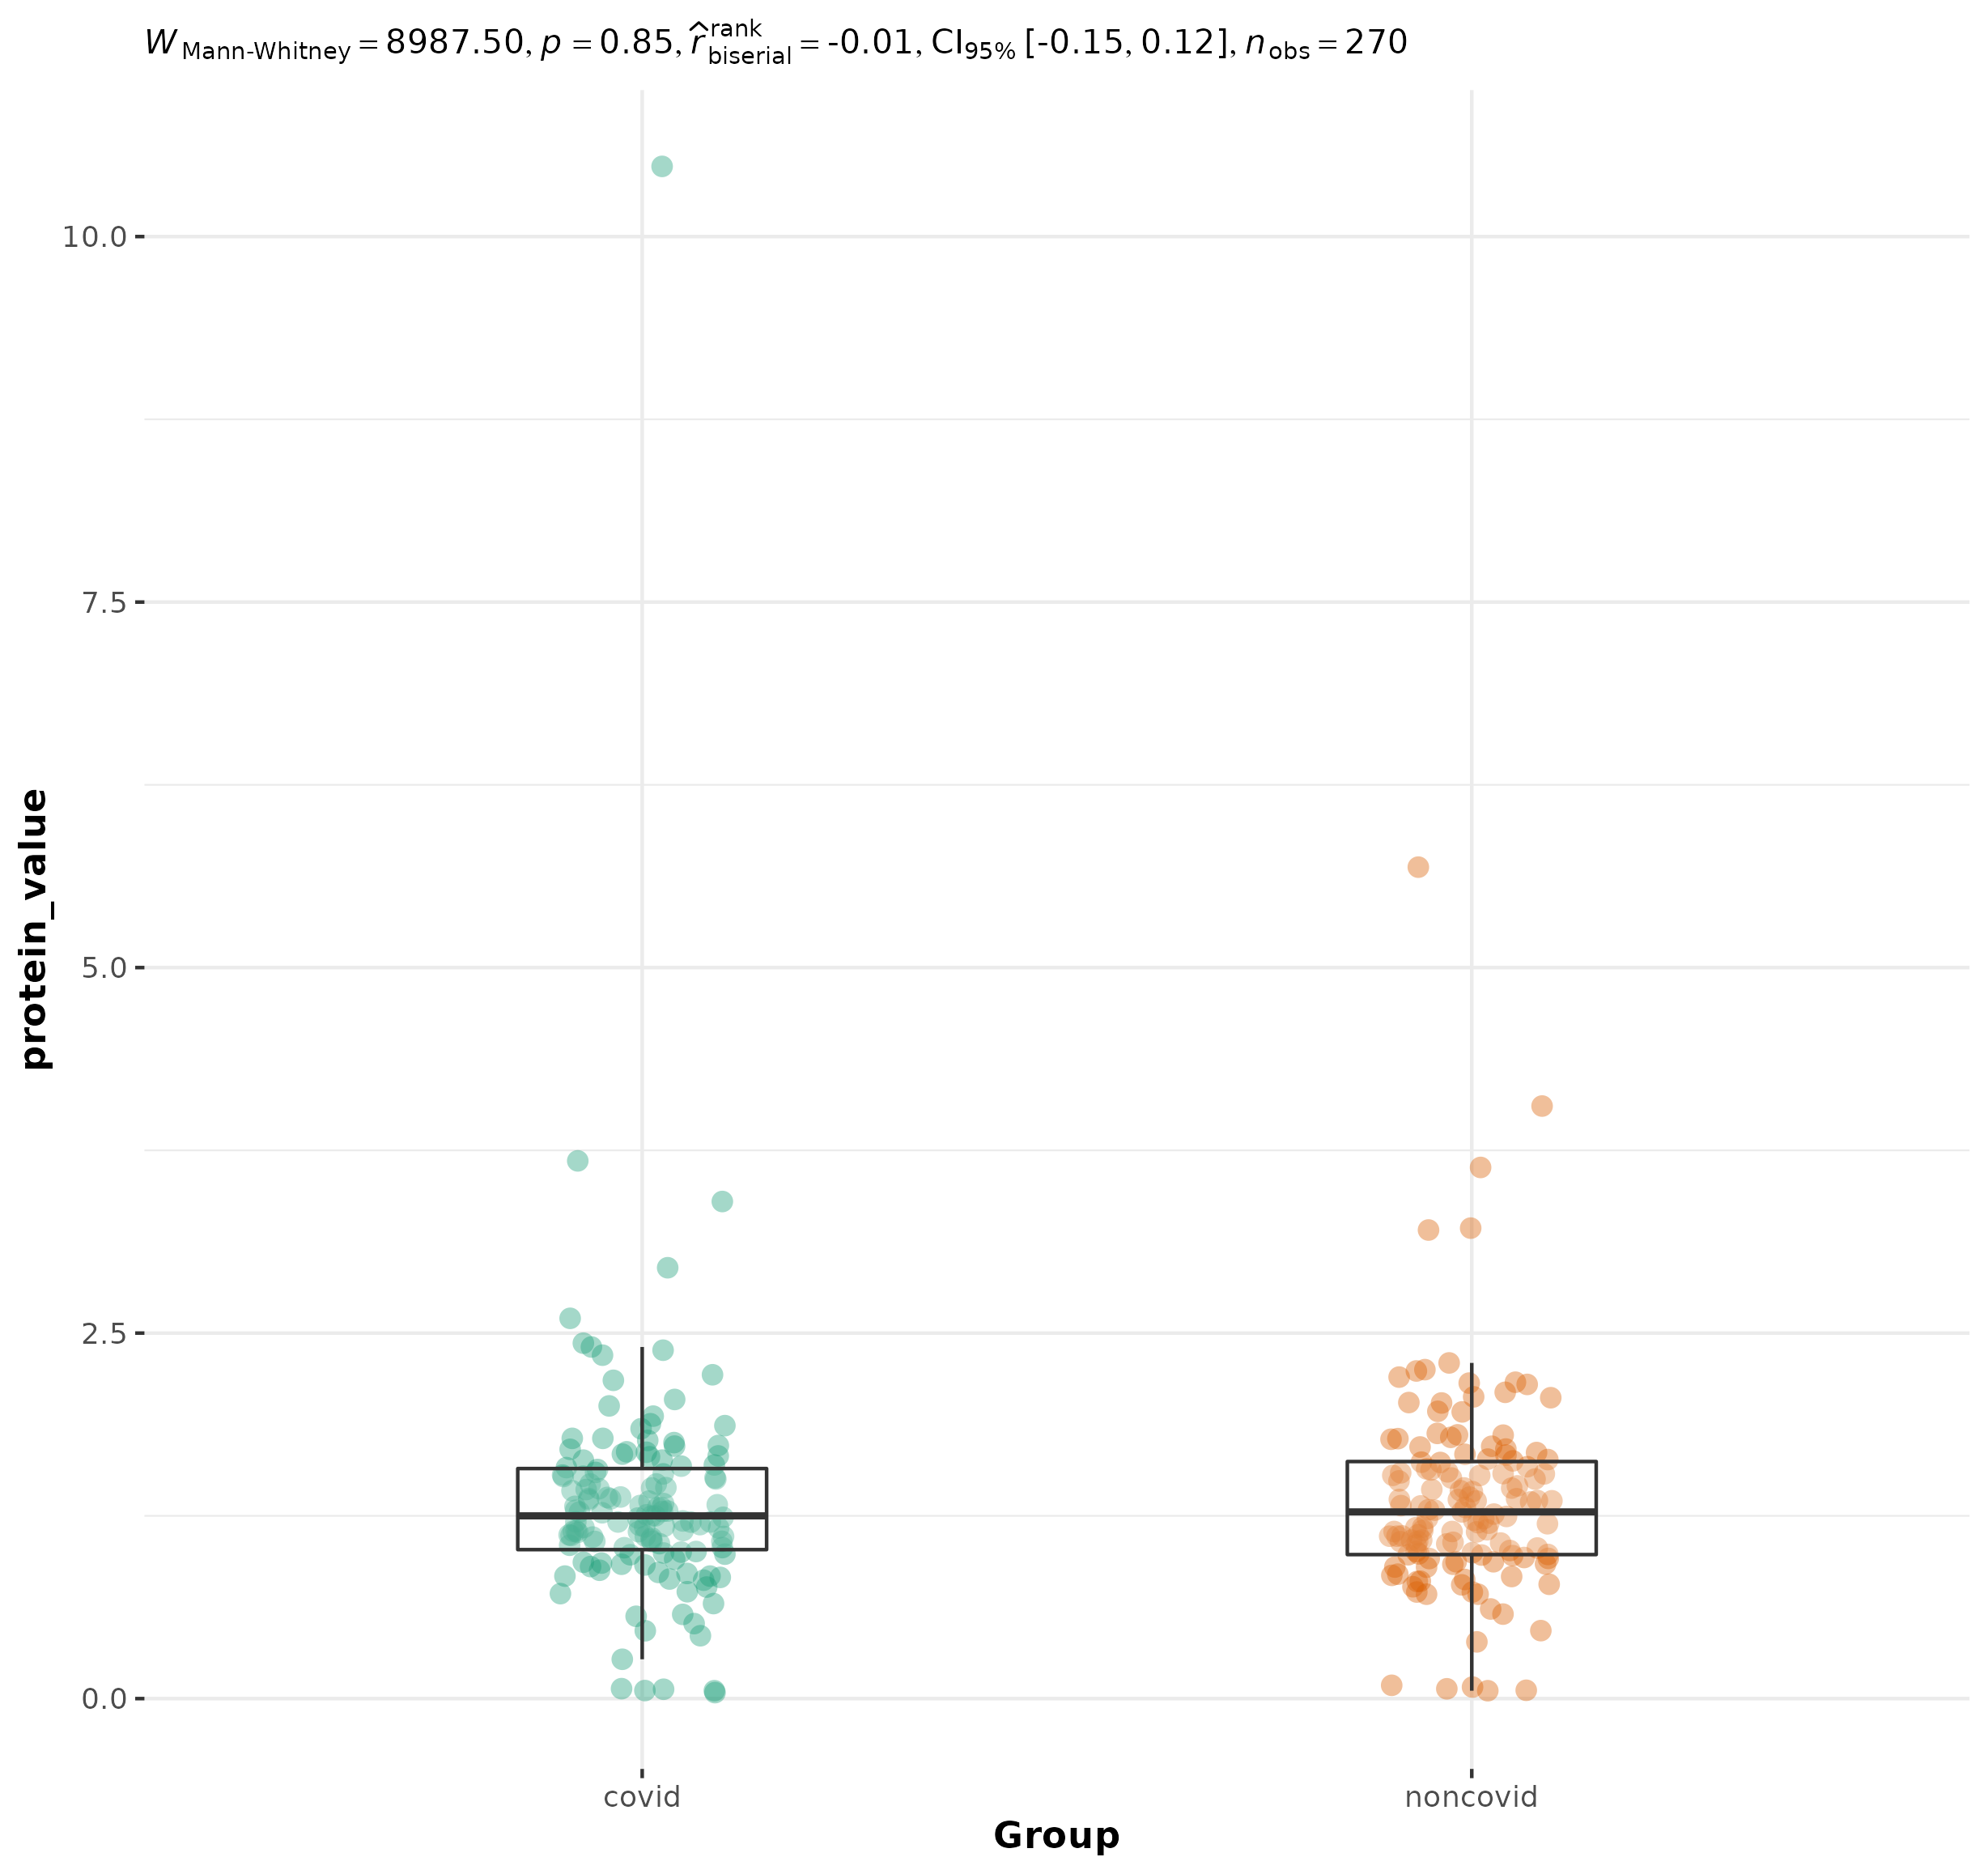 W Mann-Whitney = 8987.50, p = 0.85, r̂ rank biserial = -0.01, CI95% [-0.15, 0.12], n obs = 270
10.0
7.5
5.0
2.5
0.0
protein_value
covid noncovid
Group